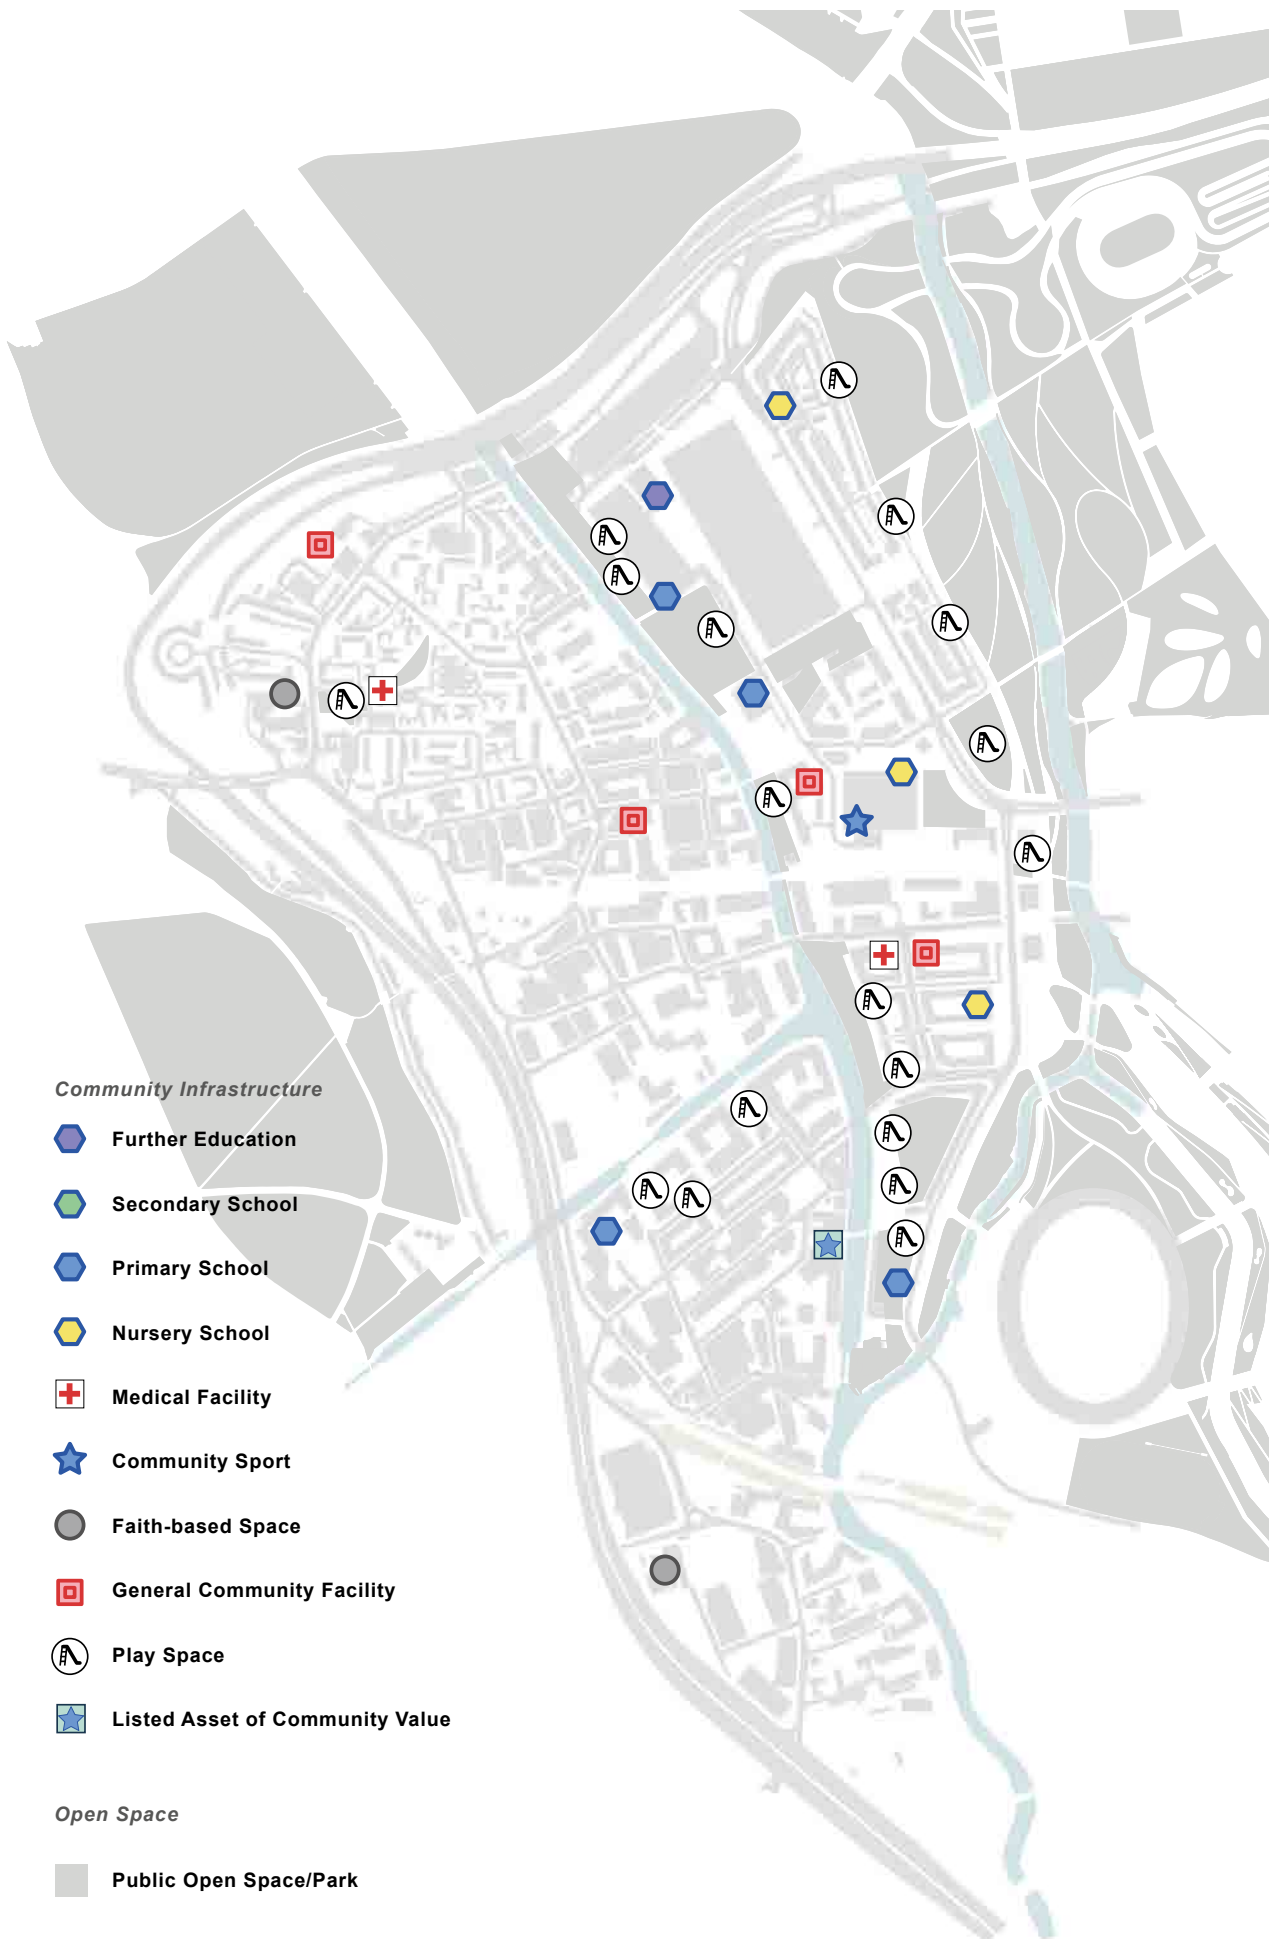 Community Infrastructure
Further Education
Secondary School
Primary School
Nursery School
Medical Facility
Community Sport
Faith-based Space
General Community Facility
Play Space
Listed Asset of Community Value
Open Space
Public Open Space/Park